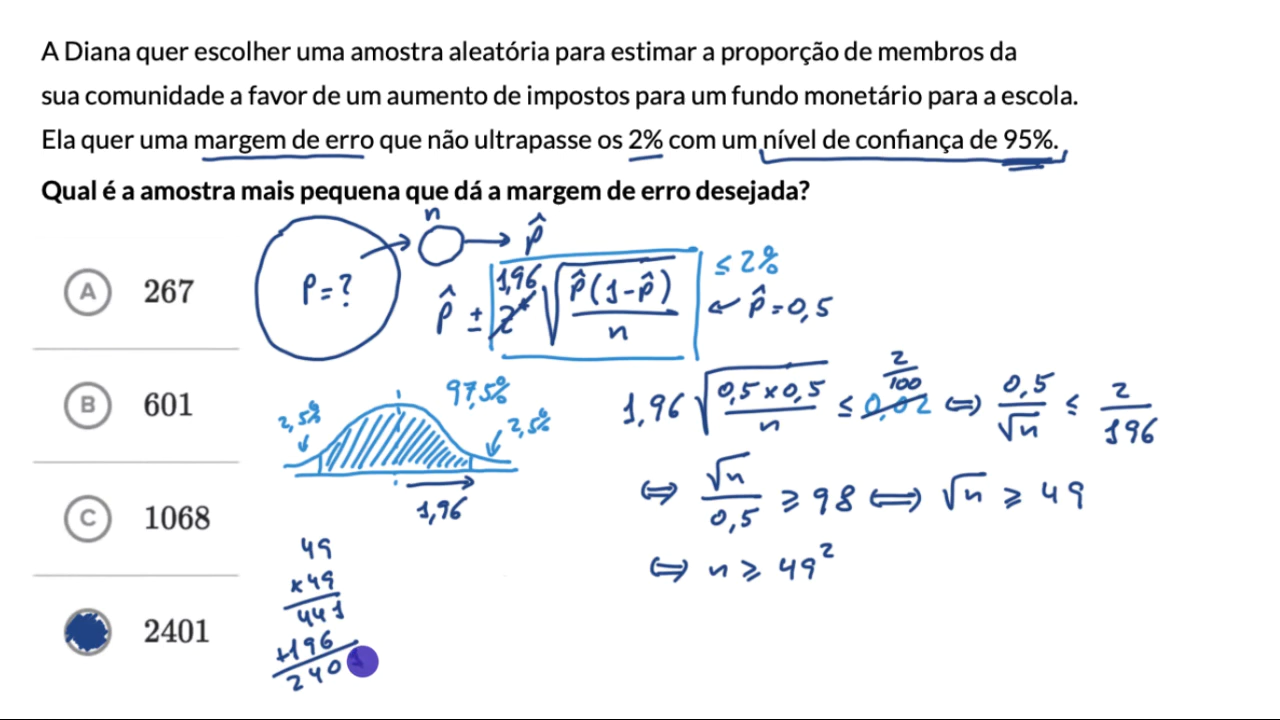 A Diana quer escolher uma amostra aleatória para estimar a proporção de membros da
sua comunidade a favor de um aumento de impostos para um fundo monetário para a escola.
Ela quer uma margem de erro que não ultrapasse os 2% com um nível de confiança de 95%.
Qual é a amostra mais pequena que dá a margem de erro desejada?
n
P=? → p̂
p̂ ± 1,96 z* √(p̂(1-p̂)/n) ≤ 2%
p̂=0,5
A 267
B 601
C 1068
2401
2,5% 97,5% 2,5%
1,96
1,96 √(0,5×0,5/n) ≤ 0,02 2/100 ⇔ 0,5/√n ≤ 2/196
⇔ √n/0,5 ≥ 98 ⇔ √n ≥ 49
⇔ n ≥ 49²
49
×49
441
+196
2401